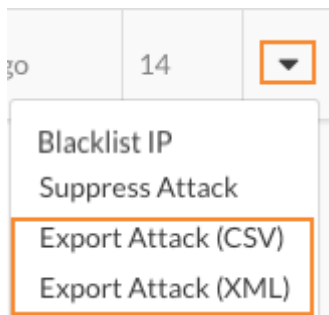 go 14
Blacklist IP
Suppress Attack
Export Attack (CSV)
Export Attack (XML)